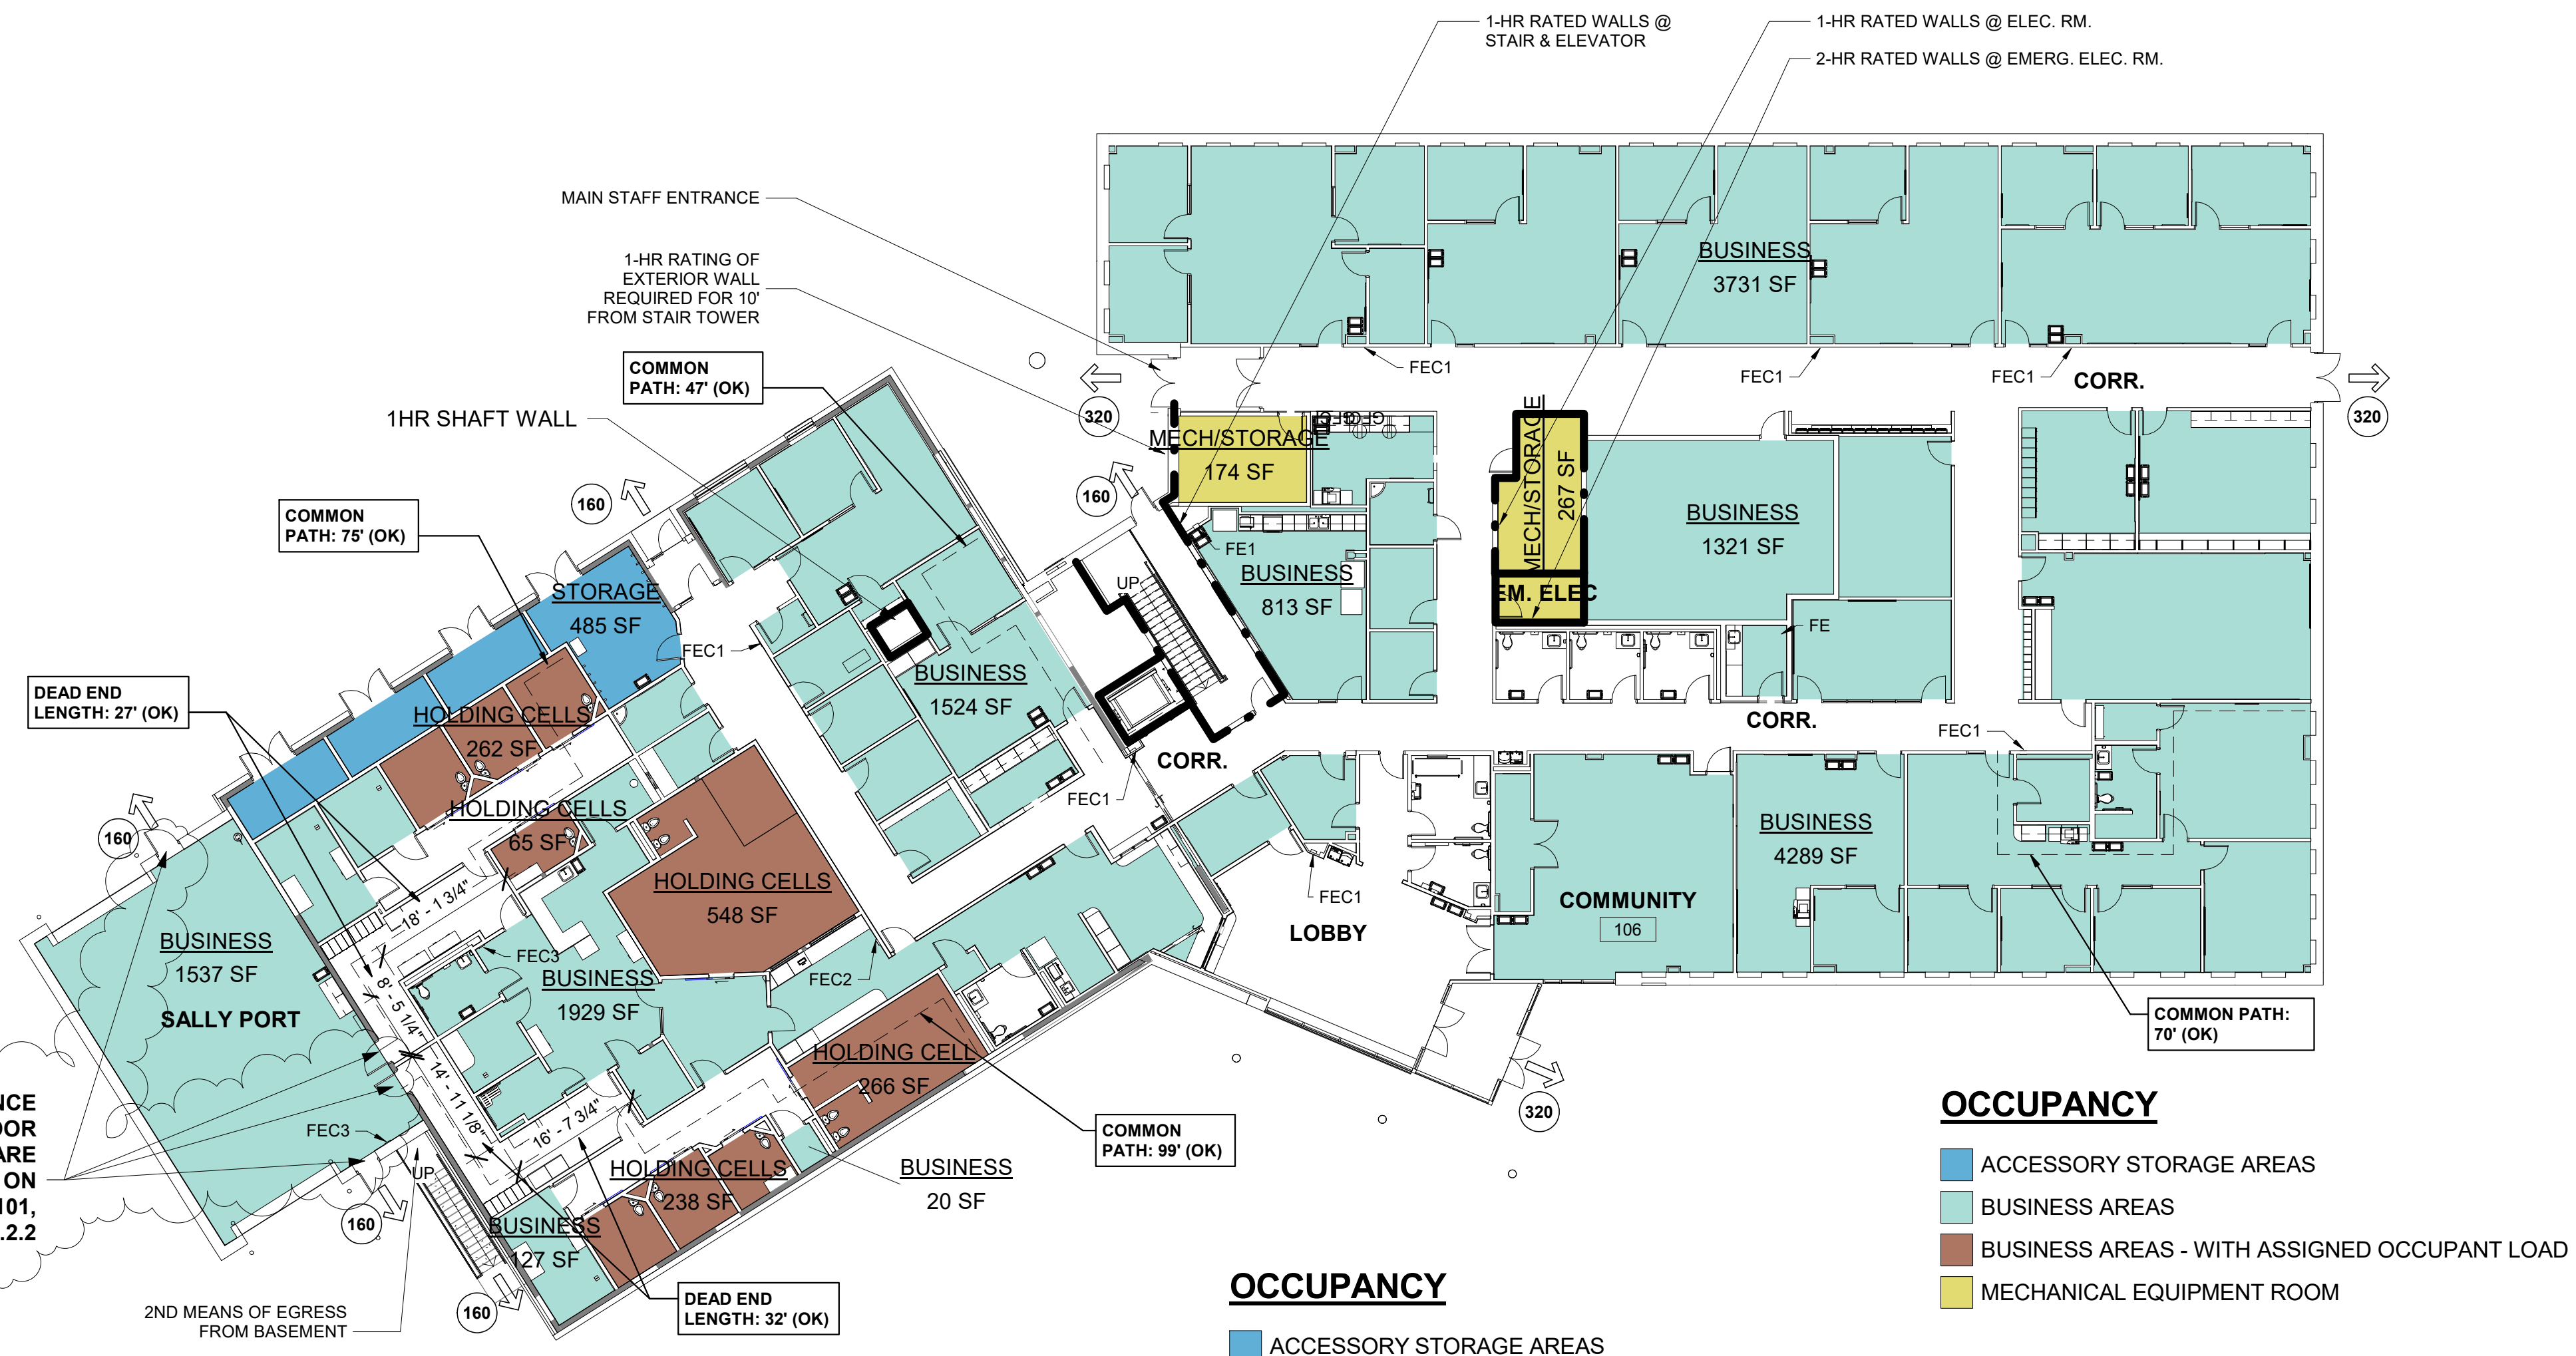 1-HR RATED WALLS @
STAIR & ELEVATOR
1-HR RATED WALLS @ ELEC. RM.
2-HR RATED WALLS @ EMERG. ELEC. RM.
MAIN STAFF ENTRANCE
1-HR RATING OF
EXTERIOR WALL
REQUIRED FOR 10'
FROM STAIR TOWER
BUSINESS
3731 SF
COMMON
PATH: 47' (OK)
FEC1
FEC1
FEC1
CORR.
1HR SHAFT WALL
320
320
MECH/STORAGE
174 SF
MECH/STORAGE
267 SF
160
160
COMMON
PATH: 75' (OK)
BUSINESS
1321 SF
FE1
UP
BUSINESS
813 SF
EM. ELEC
FE
STORAGE
485 SF
FEC1
BUSINESS
1524 SF
DEAD END
LENGTH: 27' (OK)
HOLDING CELLS
262 SF
CORR.
CORR.
FEC1
FEC1
HOLDING CELLS
65 SF
160
HOLDING CELLS
548 SF
18' - 1 3/4"
FEC1
LOBBY
COMMUNITY
106
BUSINESS
4289 SF
BUSINESS
1537 SF
SALLY PORT
FEC3
8' - 5 1/4"
BUSINESS
1929 SF
FEC2
COMMON PATH:
70' (OK)
HOLDING CELL
266 SF
14' - 11 1/8"
16' - 7 3/4"
FEC3
COMMON
PATH: 99' (OK)
320
NCE
OOR
ARE
ON
101,
.2.2
UP
160
HOLDING CELLS
238 SF
BUSINESS
20 SF
BUSINESS
127 SF
160
2ND MEANS OF EGRESS
FROM BASEMENT
DEAD END
LENGTH: 32' (OK)
OCCUPANCY
ACCESSORY STORAGE AREAS
BUSINESS AREAS
BUSINESS AREAS - WITH ASSIGNED OCCUPANT LOAD
MECHANICAL EQUIPMENT ROOM
OCCUPANCY
ACCESSORY STORAGE AREAS